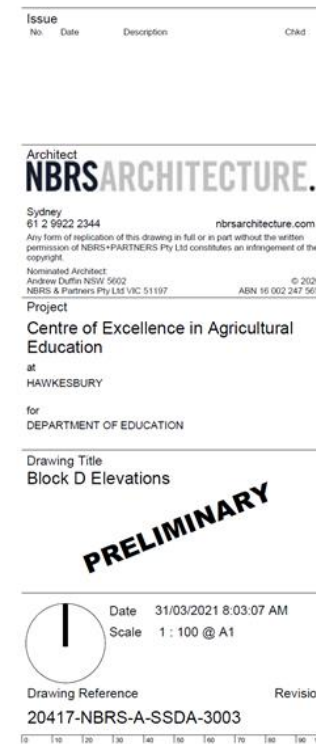 Issue
No. Date Description Chkd
Architect
NBRSARCHITECTURE.
Sydney
61 2 9922 2344 nbrsarchitecture.com
Any form of replication of this drawing in full or in part without the written
permission of NBRS+PARTNERS Pty Ltd constitutes an infringement of the
copyright.
Nominated Architect:
Andrew Duffin NSW 5602 © 202
NBRS & Partners Pty Ltd VIC 51197 ABN 16 002 247 565
Project
Centre of Excellence in Agricultural
Education
at
HAWKESBURY
for
DEPARTMENT OF EDUCATION
Drawing Title
Block D Elevations
PRELIMINARY
Date 31/03/2021 8:03:07 AM
Scale 1 : 100 @ A1
Drawing Reference Revisio
20417-NBRS-A-SSDA-3003
0 10 20 30 40 50 60 70 80 90